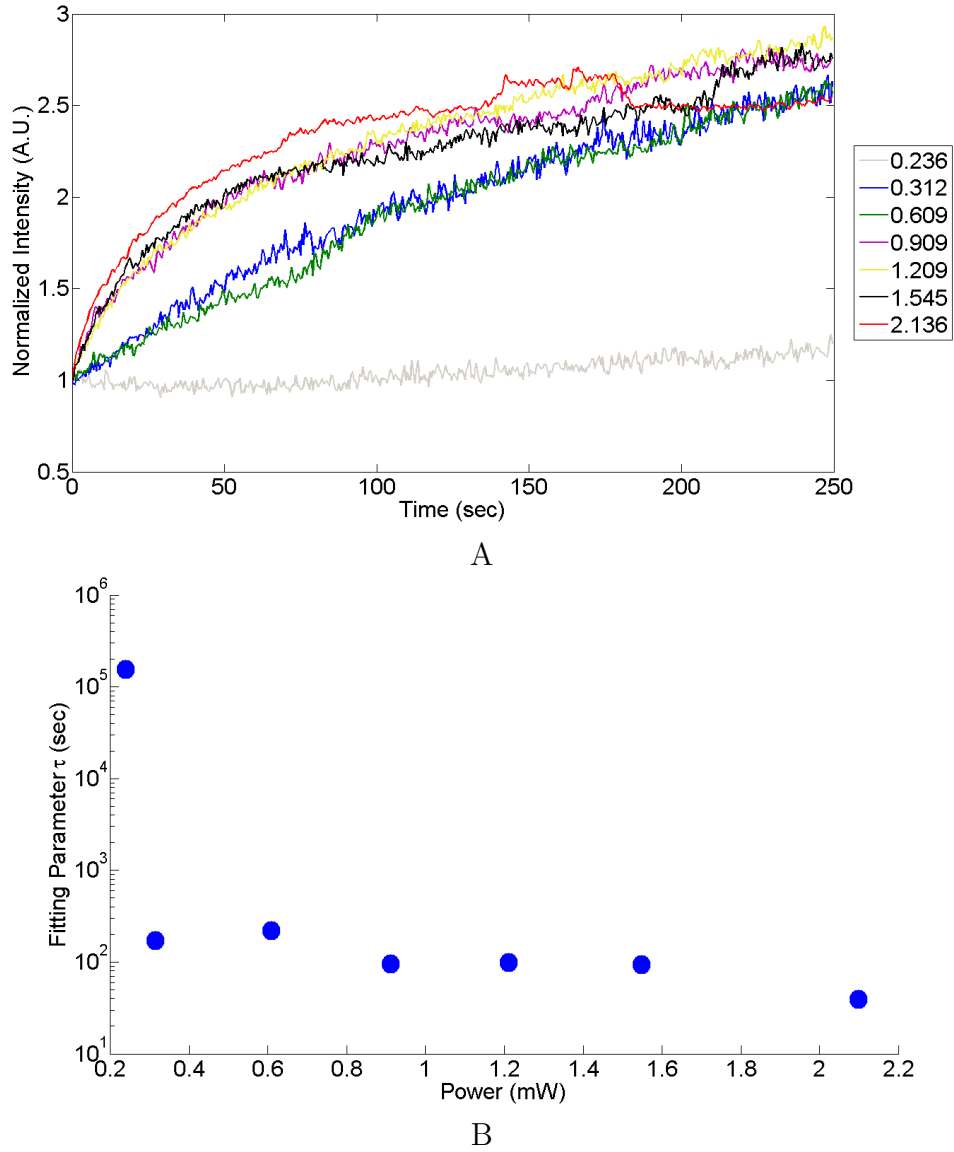 3
2.5
2
1.5
1
0.5
Normalized Intensity (A.U.)
0 50 100 150 200 250
Time (sec)
0.236
0.312
0.609
0.909
1.209
1.545
2.136
A
10^6
10^5
10^4
10^3
10^2
10^1
Fitting Parameter τ (sec)
0.2 0.4 0.6 0.8 1 1.2 1.4 1.6 1.8 2 2.2
Power (mW)
B